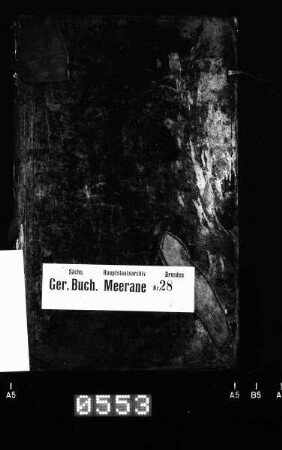 Sächs. Hauptstaatsarchiv Dresden
Ger. Buch. Meerane Nr. 28
A5 A5 B5 A
0553